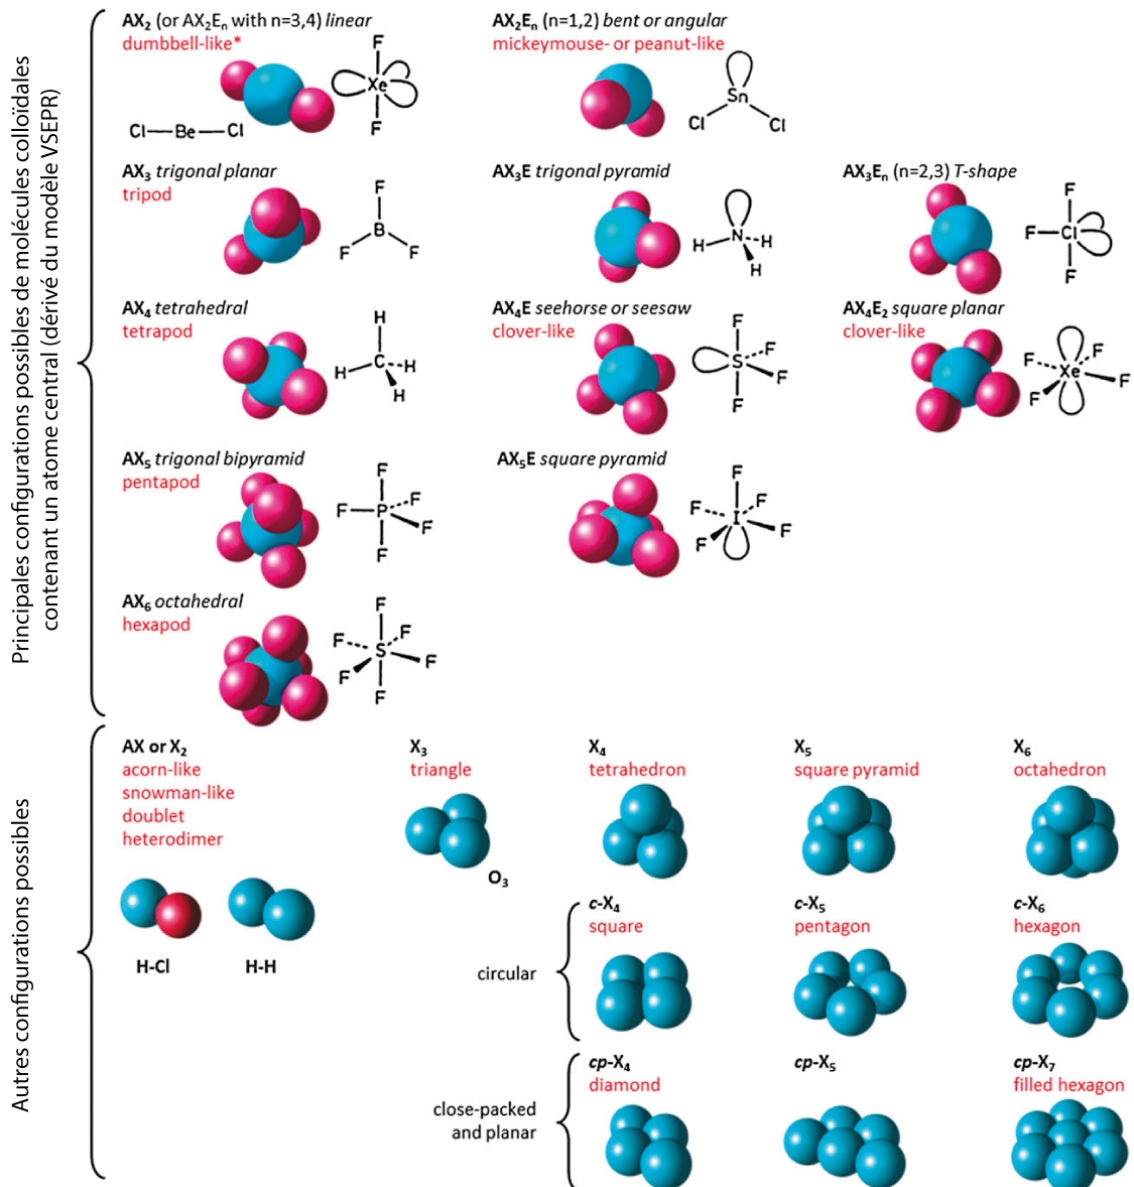 Principales configurations possibles de molécules colloïdales
contenant un atome central (dérivé du modèle VSEPR)
AX₂ (or AX₂Eₙ with n=3,4) linear
dumbbell-like*
F
Xe
F
Cl—Be—Cl
AX₂Eₙ (n=1,2) bent or angular
mickeymouse- or peanut-like
Sn
Cl Cl
AX₃ trigonal planar
tripod
F
B
F F
AX₃E trigonal pyramid
N
H H
H
AX₃Eₙ (n=2,3) T-shape
F
F Cl
F
AX₄ tetrahedral
tetrapod
H
C
H H
H
AX₄E seehorse or seesaw
clover-like
F
S F
F
F
AX₄E₂ square planar
clover-like
F F
Xe
F F
AX₅ trigonal bipyramid
pentapod
F
F P F
F
F
AX₅E square pyramid
F
F F
I
F F
AX₆ octahedral
hexapod
F
F F
S
F F
F
Autres configurations possibles
AX or X₂
acorn-like
snowman-like
doublet
heterodimer
H-Cl H-H
X₃
triangle
O₃
X₄
tetrahedron
X₅
square pyramid
X₆
octahedron
circular
c-X₄
square
c-X₅
pentagon
c-X₆
hexagon
close-packed
and planar
cp-X₄
diamond
cp-X₅
cp-X₇
filled hexagon